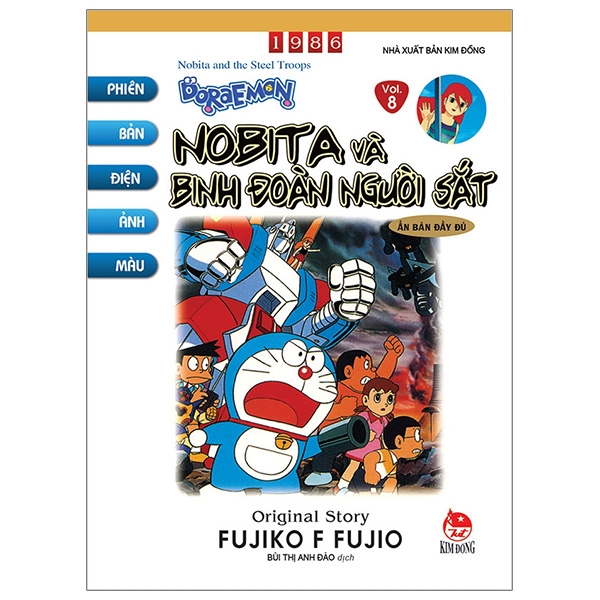 1986
NHÀ XUẤT BẢN KIM ĐỒNG
Nobita and the Steel Troops
DORAEMON
Vol.
8
PHIÊN
BẢN
ĐIỆN
ẢNH
MÀU
NOBITA VÀ
BINH ĐOÀN NGƯỜI SẮT
ẤN BẢN ĐẦY ĐỦ
Original Story
FUJIKO F FUJIO
BÙI THỊ ANH ĐÀO dịch
KIM ĐỒNG